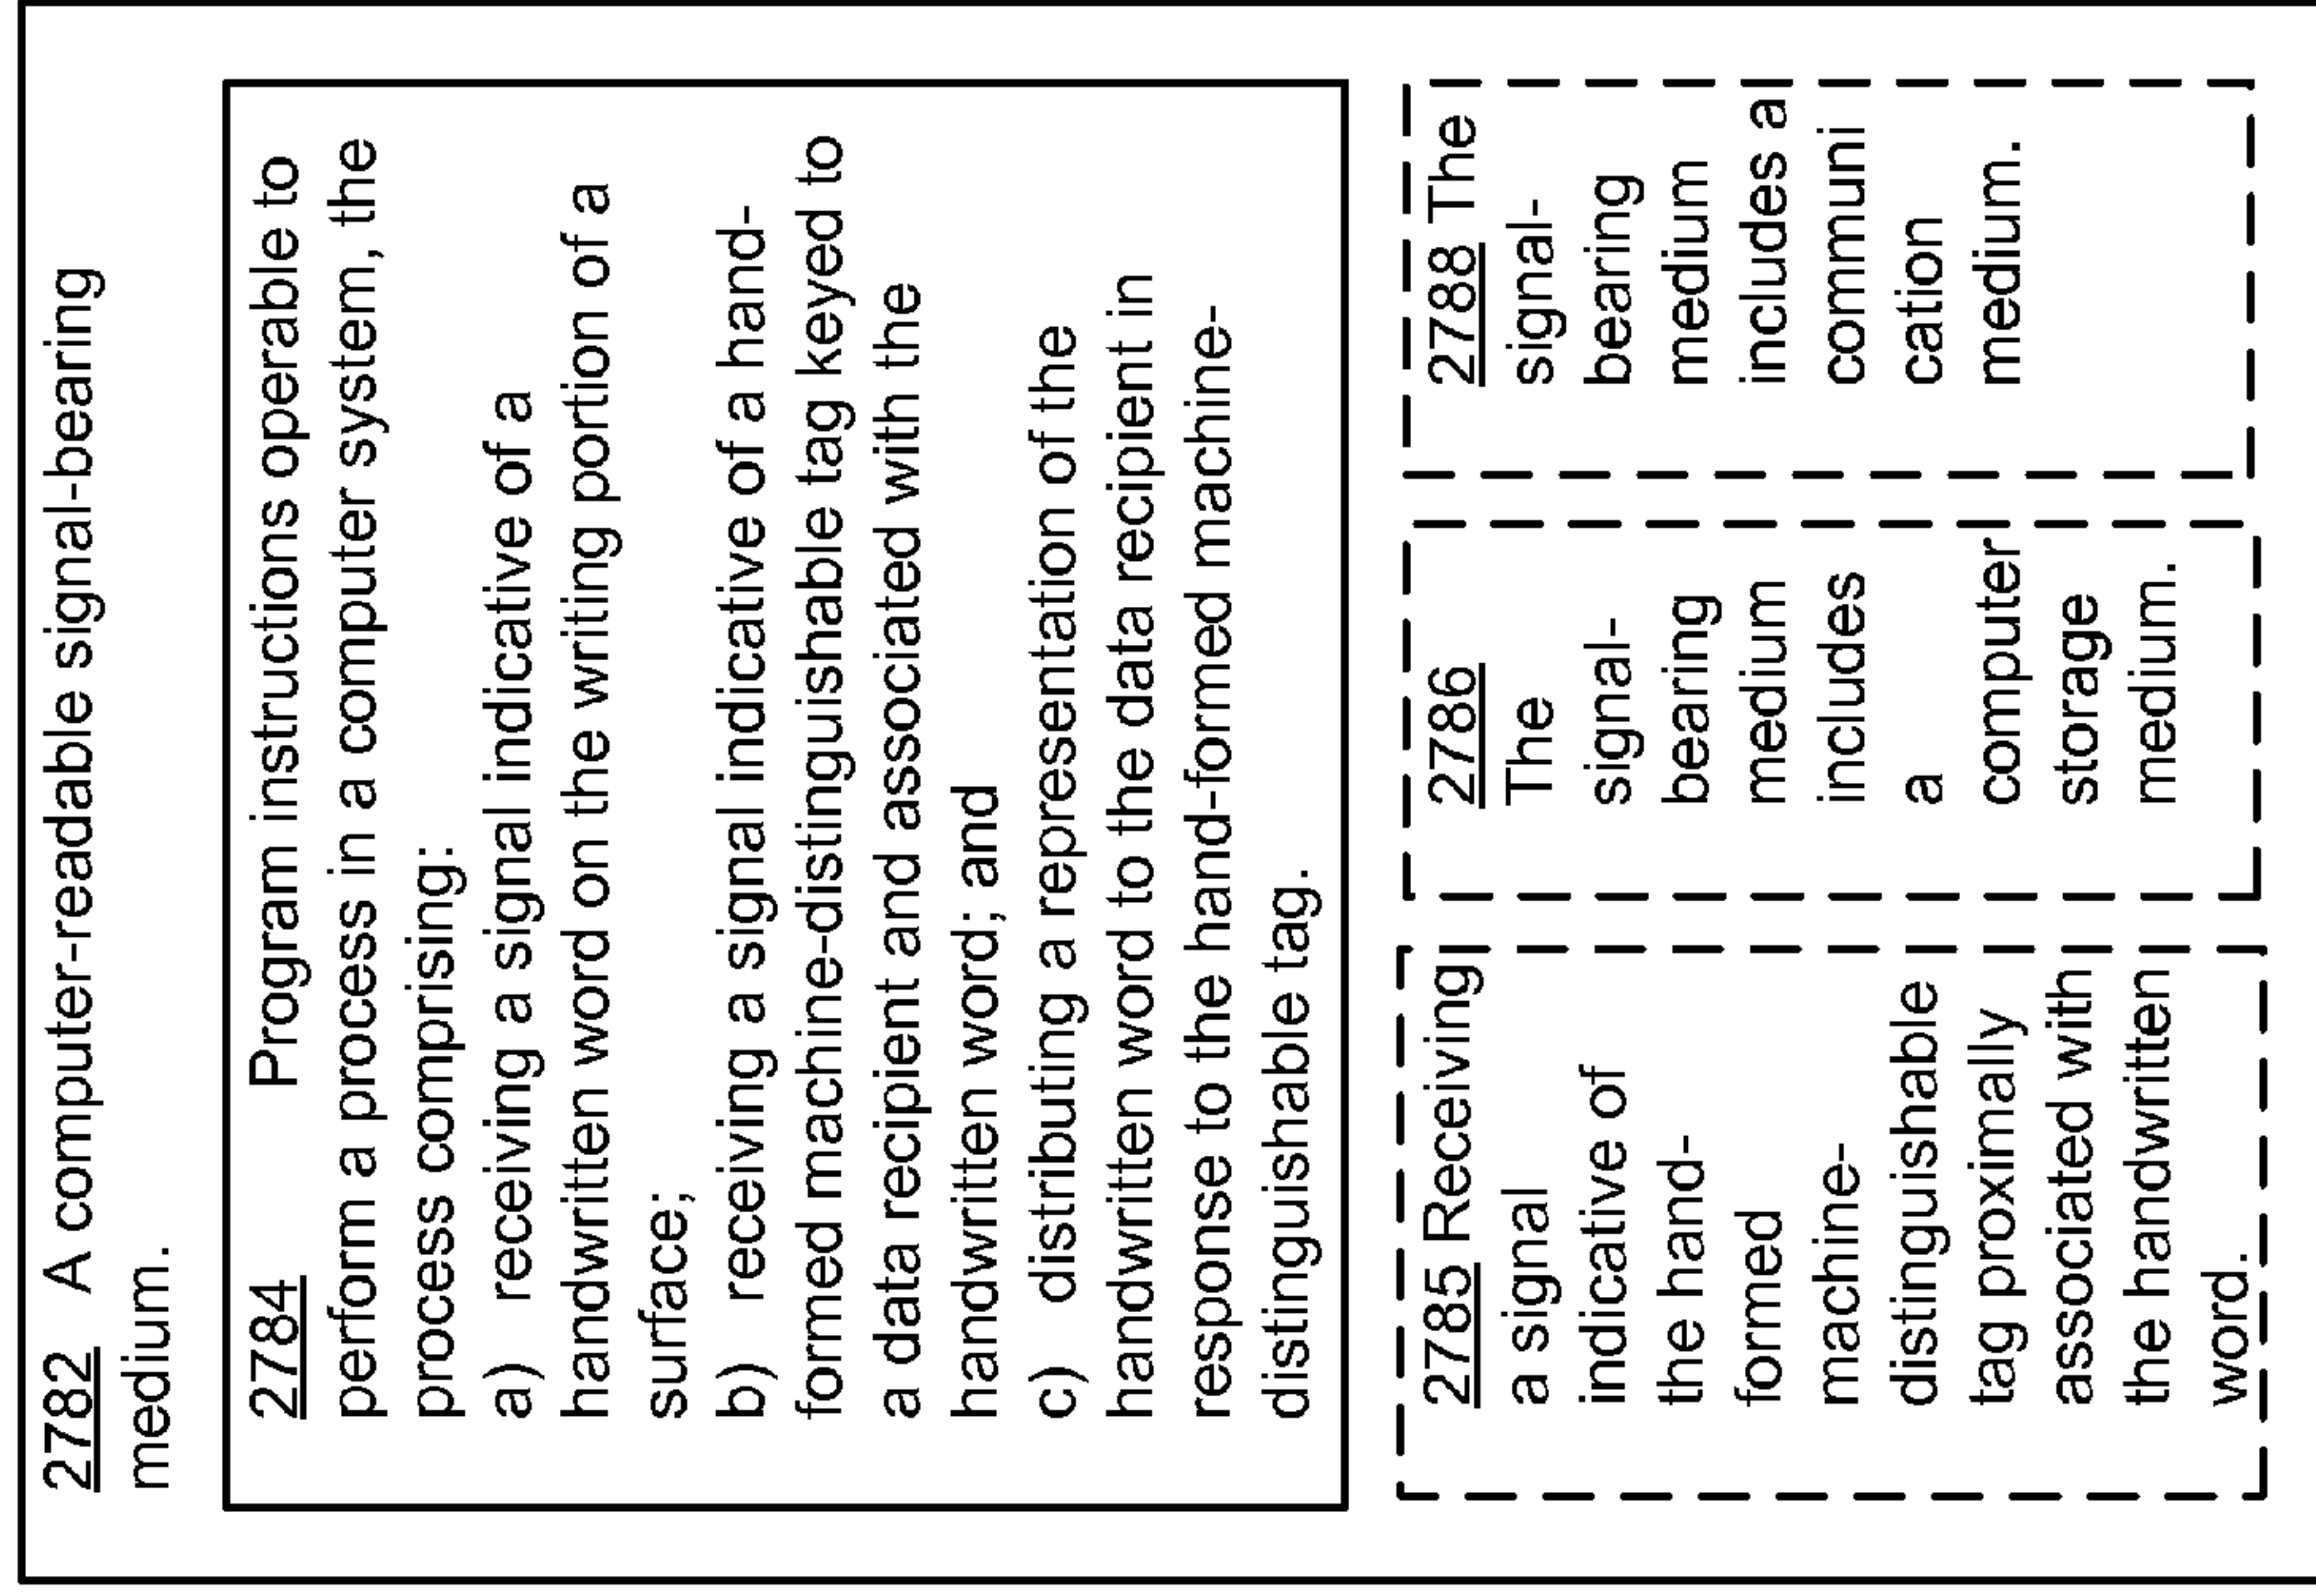 2782 A computer-readable signal-bearing
medium.
2784 Program instructions operable to
perform a process in a computer system, the
process comprising:
a) receiving a signal indicative of a
handwritten word on the writing portion of a
surface;
b) receiving a signal indicative of a hand-
formed machine-distinguishable tag keyed to
a data recipient and associated with the
handwritten word; and
c) distributing a representation of the
handwritten word to the data recipient in
response to the hand-formed machine-
distinguishable tag.
2785 Receiving
a signal
indicative of
the hand-
formed
machine-
distinguishable
tag proximally
associated with
the handwritten
word.
2786
The
signal-
bearing
medium
includes
a
computer
storage
medium.
2788 The
signal-
bearing
medium
includes a
communi
cation
medium.